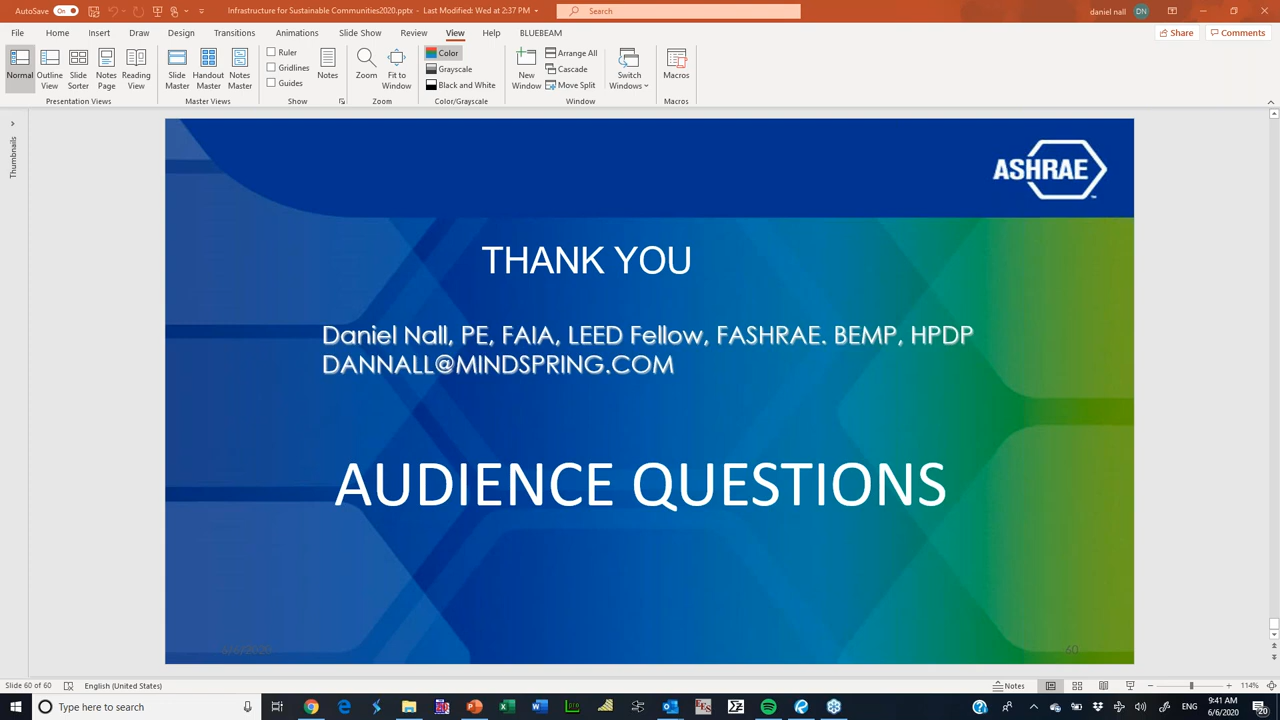 AutoSave On Infrastructure for Sustainable Communities2020.pptx - Last Modified: Wed at 2:37 PM Search daniel nall DN
File Home Insert Draw Design Transitions Animations Slide Show Review View Help BLUEBEAM Share Comments
Normal Outline View Slide Sorter Notes Page Reading View Slide Master Handout Master Notes Master Ruler Gridlines Guides Notes Zoom Fit to Window Color Grayscale Black and White New Window Arrange All Cascade Move Split Switch Windows Macros
Presentation Views Master Views Show Zoom Color/Grayscale Window Macros
Thumbnails
ASHRAE
THANK YOU
Daniel Nall, PE, FAIA, LEED Fellow, FASHRAE. BEMP, HPDP
DANNALL@MINDSPRING.COM
AUDIENCE QUESTIONS
6/6/2020 60
Slide 60 of 60 English (United States) Notes 114%
Type here to search ENG 9:41 AM
6/6/2020 20